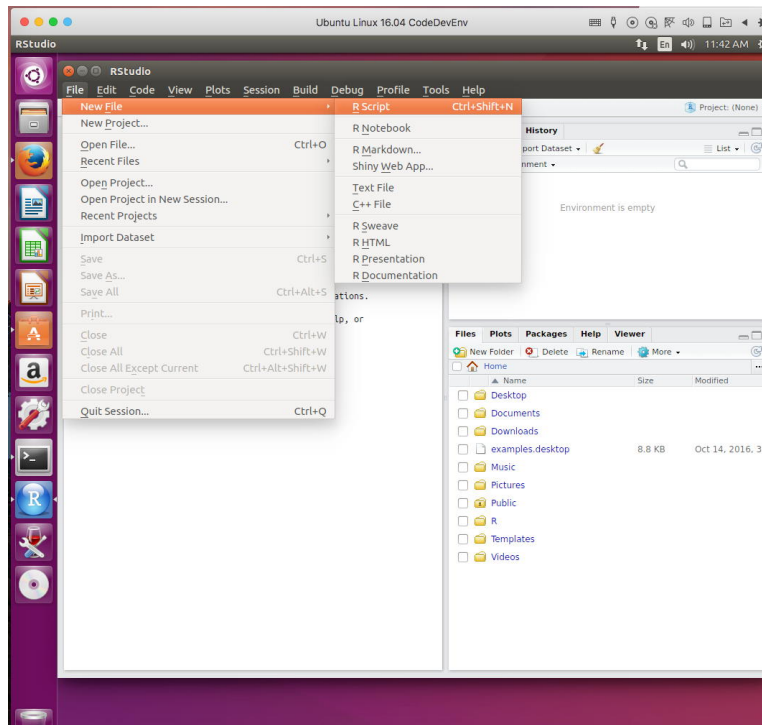 Ubuntu Linux 16.04 CodeDevEnv
RStudio
En
11:42 AM
RStudio
File Edit Code View Plots Session Build Debug Profile Tools Help
New File
New Project...
Open File... Ctrl+O
Recent Files
Open Project...
Open Project in New Session...
Recent Projects
Import Dataset
Save Ctrl+S
Save As...
Save All Ctrl+Alt+S
Print...
Close Ctrl+W
Close All Ctrl+Shift+W
Close All Except Current Ctrl+Alt+Shift+W
Close Project
Quit Session... Ctrl+Q
R Script Ctrl+Shift+N
R Notebook
R Markdown...
Shiny Web App...
Text File
C++ File
R Sweave
R HTML
R Presentation
R Documentation
ations.
lp, or
Project: (None)
History
port Dataset
List
nment
Environment is empty
Files Plots Packages Help Viewer
New Folder Delete Rename More
Home
Name Size Modified
Desktop
Documents
Downloads
examples.desktop 8.8 KB Oct 14, 2016, 3
Music
Pictures
Public
R
Templates
Videos
A
a
>_
R